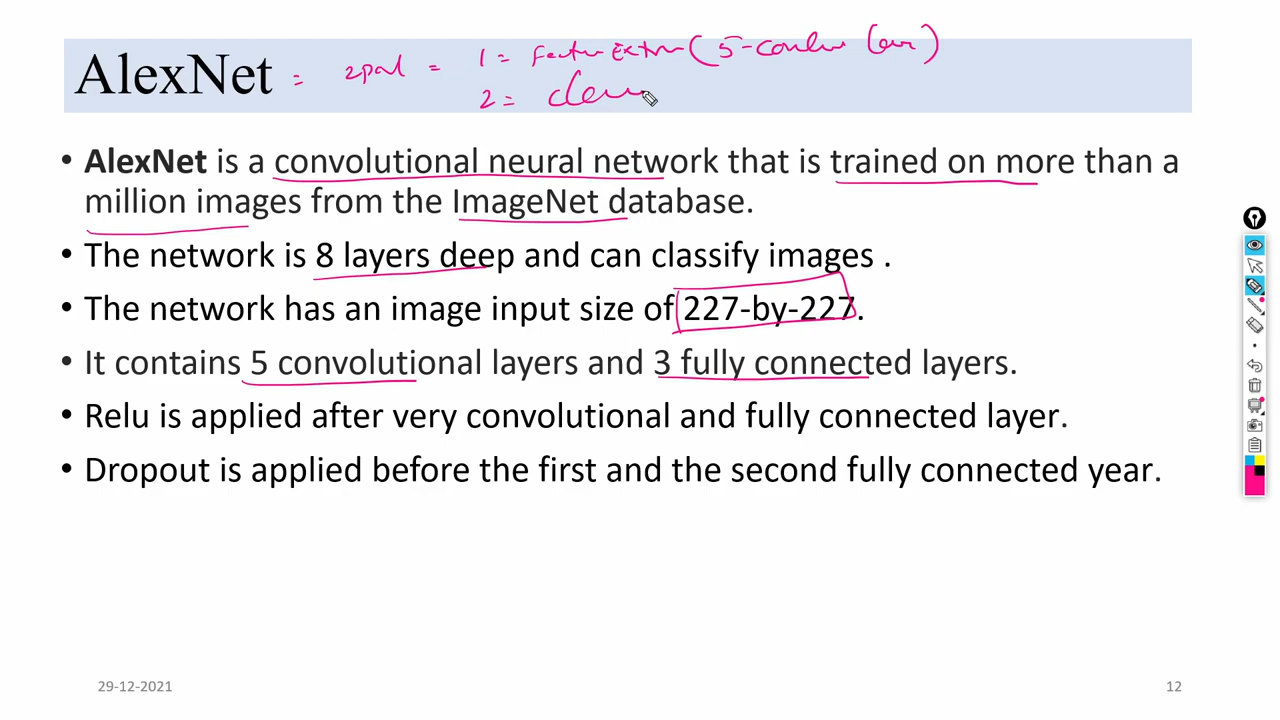 AlexNet = 2 part = 1 = Feature Extra (5-
2 =
• AlexNet is a convolutional neural network that is trained on more than a
million images from the ImageNet database.
• The network is 8 layers deep and can classify images .
• The network has an image input size of 227-by-227.
• It contains 5 convolutional layers and 3 fully connected layers.
• Relu is applied after very convolutional and fully connected layer.
• Dropout is applied before the first and the second fully connected year.
29-12-2021
12